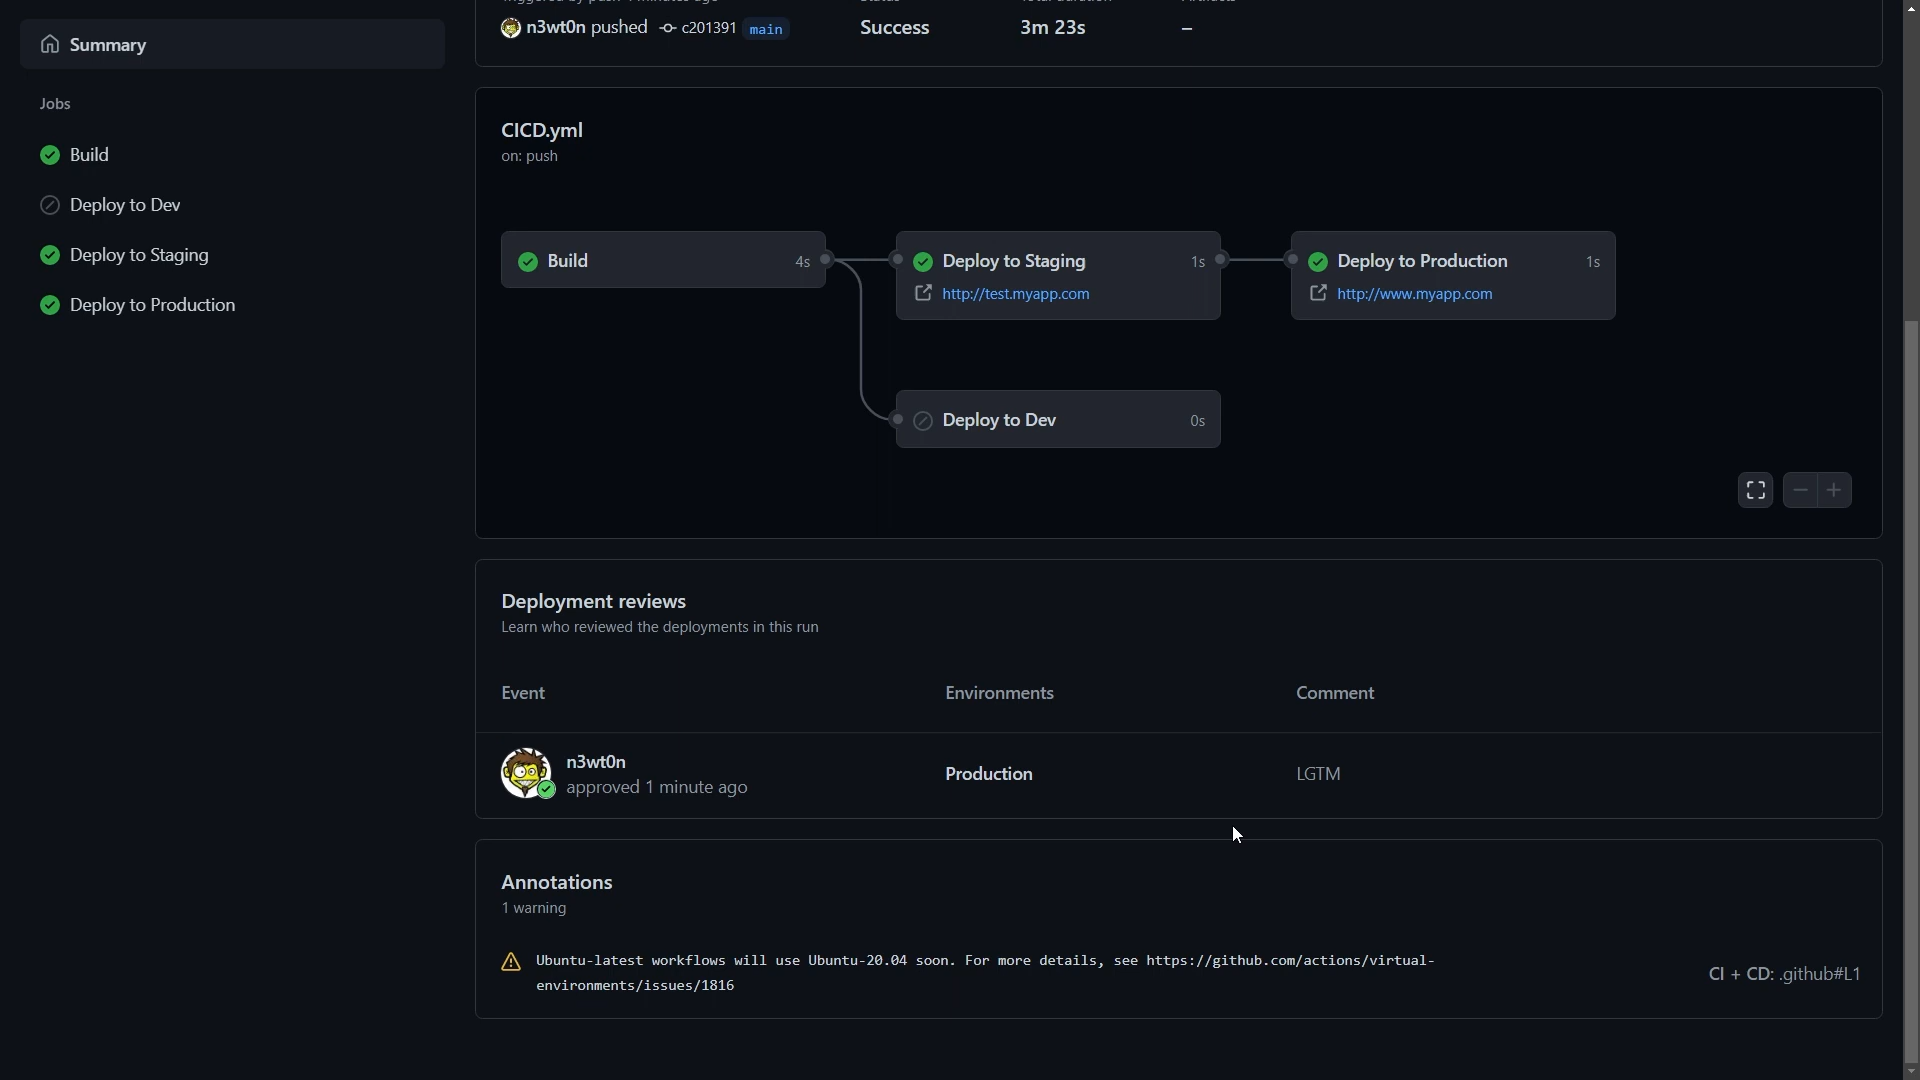 Summary
Jobs
Build
Deploy to Dev
Deploy to Staging
Deploy to Production
n3wt0n pushed c201391 main
Success
3m 23s
–
CICD.yml
on: push
Build 4s
Deploy to Staging 1s
http://test.myapp.com
Deploy to Production 1s
http://www.myapp.com
Deploy to Dev 0s
Deployment reviews
Learn who reviewed the deployments in this run
Event Environments Comment
n3wt0n
approved 1 minute ago
Production
LGTM
Annotations
1 warning
Ubuntu-latest workflows will use Ubuntu-20.04 soon. For more details, see https://github.com/actions/virtual-
environments/issues/1816
CI + CD: .github#L1